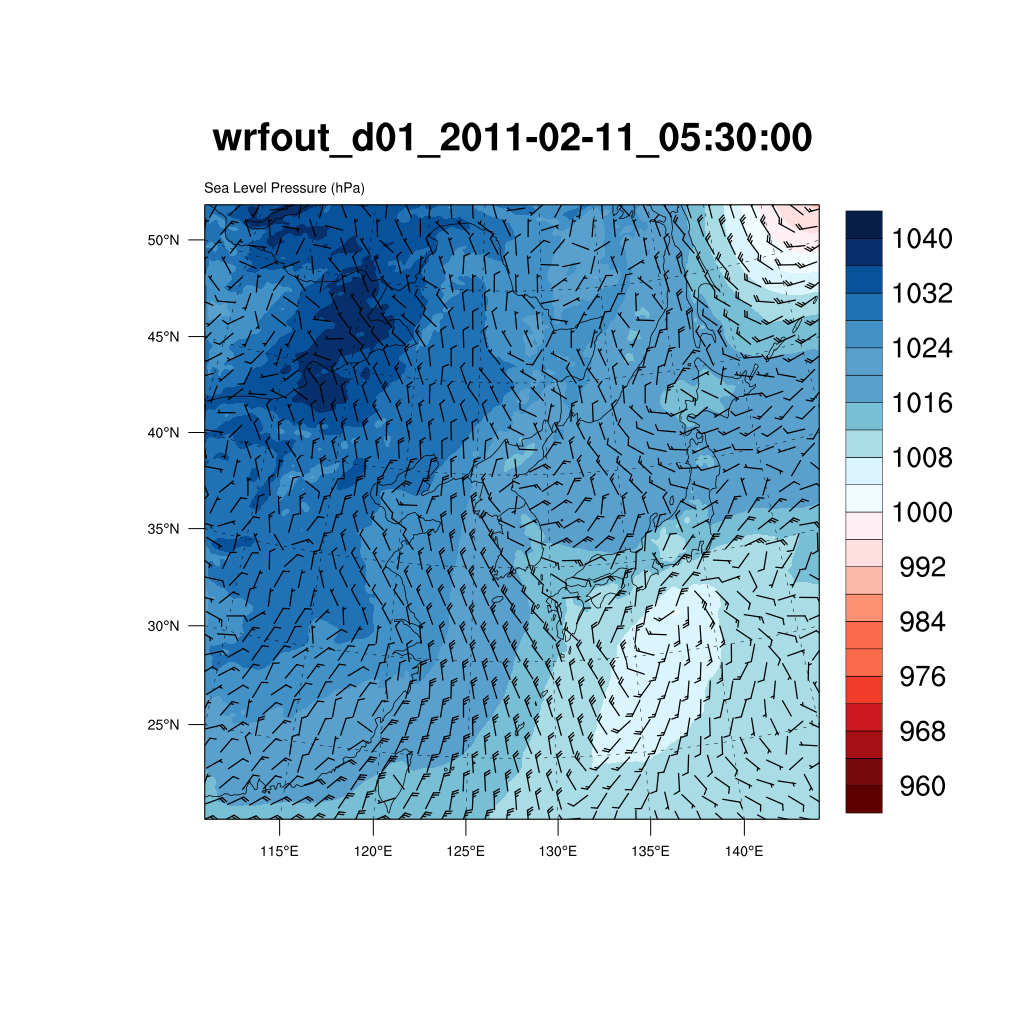 wrfout_d01_2011-02-11_05:30:00
Sea Level Pressure (hPa)
50°N
45°N
40°N
35°N
30°N
25°N
115°E
120°E
125°E
130°E
135°E
140°E
1040
1032
1024
1016
1008
1000
992
984
976
968
960